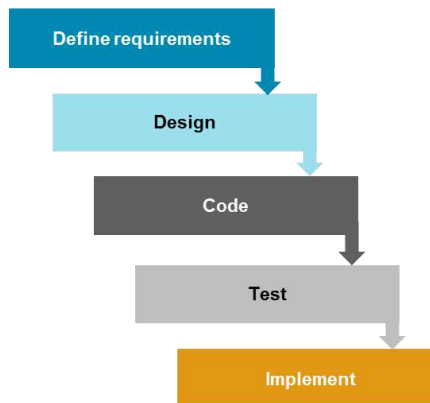 Define requirements
Design
Code
Test
Implement